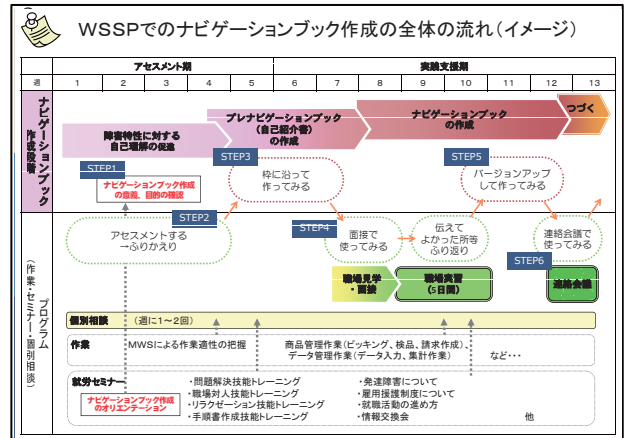 WSSPでのナビゲーションブック作成の全体の流れ(イメージ)
アセスメント期
実践支援期
週
1 2 3 4 5 6 7 8 9 10 11 12 13
ナビゲーションブック作成段階
障害特性に対する
自己理解の促進
プレナビゲーションブック
(自己紹介書)
の作成
ナビゲーションブック
の作成
つづく
STEP1
ナビゲーションブック作成
の意義、目的の確認
STEP2
アセスメントする
→ふりかえり
STEP3
枠に沿って
作ってみる
STEP4
面接で
使ってみる
伝えて
よかった所等
ふり返り
STEP5
バージョンアップ
して作ってみる
連絡会議で
使ってみる
STEP6
プログラム
(作業・セミナー・個別相談)
職場見学
・面接
職場実習
(5日間)
連絡会議
個別相談 (週に1~2回)
作業
MWSによる作業適性の把握
商品管理作業(ピッキング、検品、請求作成)、
データ管理作業(データ入力、集計作業) など・・・
就労セミナー
ナビゲーションブック作成
のオリエンテーション
・問題解決技能トレーニング
・職場対人技能トレーニング
・リラクゼーション技能トレーニング
・手順書作成技能トレーニング
・発達障害について
・雇用援護制度について
・就職活動の進め方
・情報交換会 他